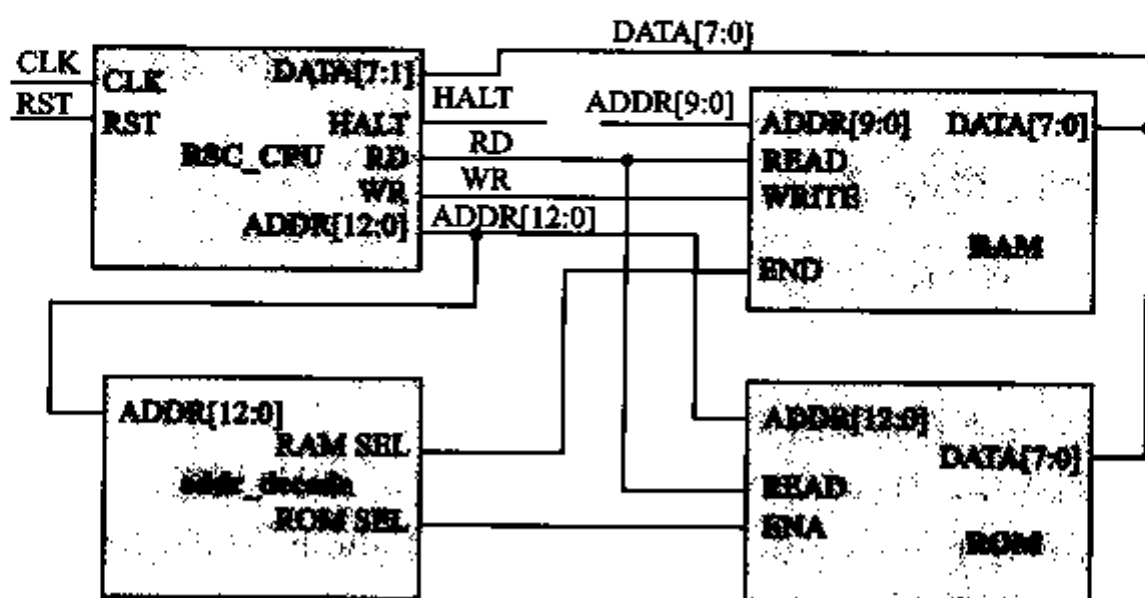 DATA[7:0]
CLK
RST
CLK
RST
DATA[7:1]
HALT
RSC_CPU
RD
WR
ADDR[12:0]
HALT
RD
WR
ADDR[12:0]
ADDR[9:0]
ADDR[9:0]
DATA[7:0]
READ
WRITE
RAM
END
ADDR[12:0]
RAM SEL
ROM SEL
ADDR[12:0]
DATA[7:0]
READ
ENA
ROM